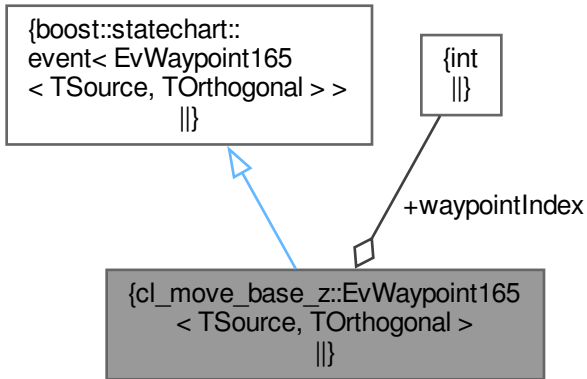 {boost::statechart::
event< EvWaypoint165
< TSource, TOrthogonal > >
||}
{int
||}
+waypointIndex
{cl_move_base_z::EvWaypoint165
< TSource, TOrthogonal >
||}